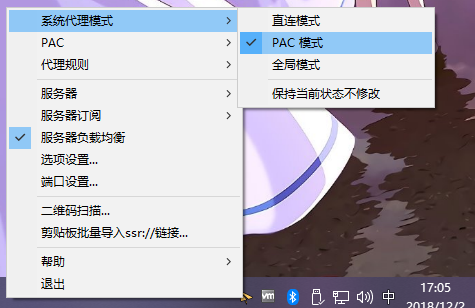 系统代理模式
PAC
代理规则
服务器
服务器订阅
服务器负载均衡
选项设置...
端口设置...
二维码扫描...
剪贴板批量导入ssr://链接...
帮助
退出
直连模式
PAC 模式
全局模式
保持当前状态不修改
vm
中
17:05
2018/12/2